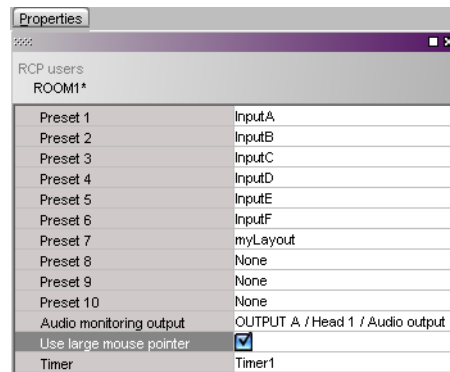 Properties
RCP users
ROOM1*
Preset 1 InputA
Preset 2 InputB
Preset 3 InputC
Preset 4 InputD
Preset 5 InputE
Preset 6 InputF
Preset 7 myLayout
Preset 8 None
Preset 9 None
Preset 10 None
Audio monitoring output OUTPUT A / Head 1 / Audio output
Use large mouse pointer
Timer Timer1